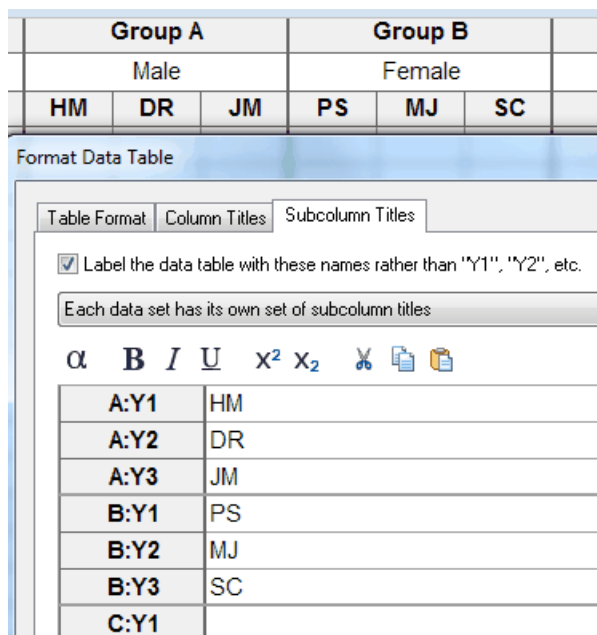 Group A Group B
Male Female
HM DR JM PS MJ SC
Format Data Table
Table Format Column Titles Subcolumn Titles
Label the data table with these names rather than "Y1", "Y2", etc.
Each data set has its own set of subcolumn titles
α B I U X² X₂
A:Y1 HM
A:Y2 DR
A:Y3 JM
B:Y1 PS
B:Y2 MJ
B:Y3 SC
C:Y1